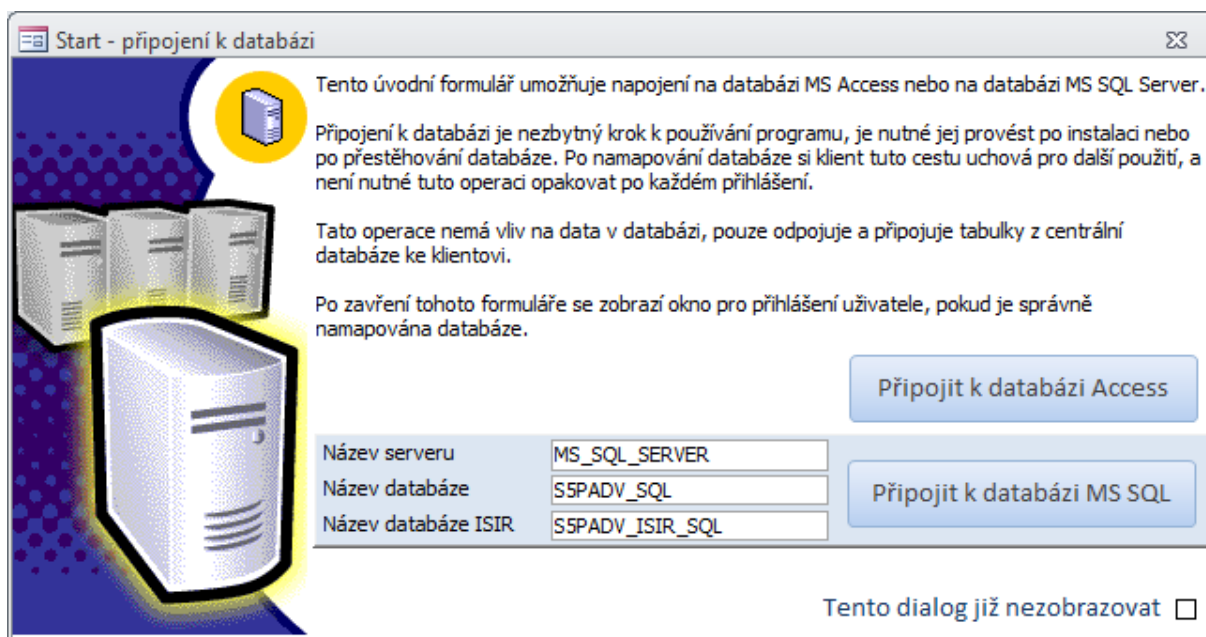 Start - připojení k databázi
Tento úvodní formulář umožňuje napojení na databázi MS Access nebo na databázi MS SQL Server.
Připojení k databázi je nezbytný krok k používání programu, je nutné jej provést po instalaci nebo
po přestěhování databáze. Po namapování databáze si klient tuto cestu uchová pro další použití, a
není nutné tuto operaci opakovat po každém přihlášení.
Tato operace nemá vliv na data v databázi, pouze odpojuje a připojuje tabulky z centrální
databáze ke klientovi.
Po zavření tohoto formuláře se zobrazí okno pro přihlášení uživatele, pokud je správně
namapována databáze.
Připojit k databázi Access
Název serveru MS_SQL_SERVER
Název databáze S5PADV_SQL
Název databáze ISIR S5PADV_ISIR_SQL
Připojit k databázi MS SQL
Tento dialog již nezobrazovat